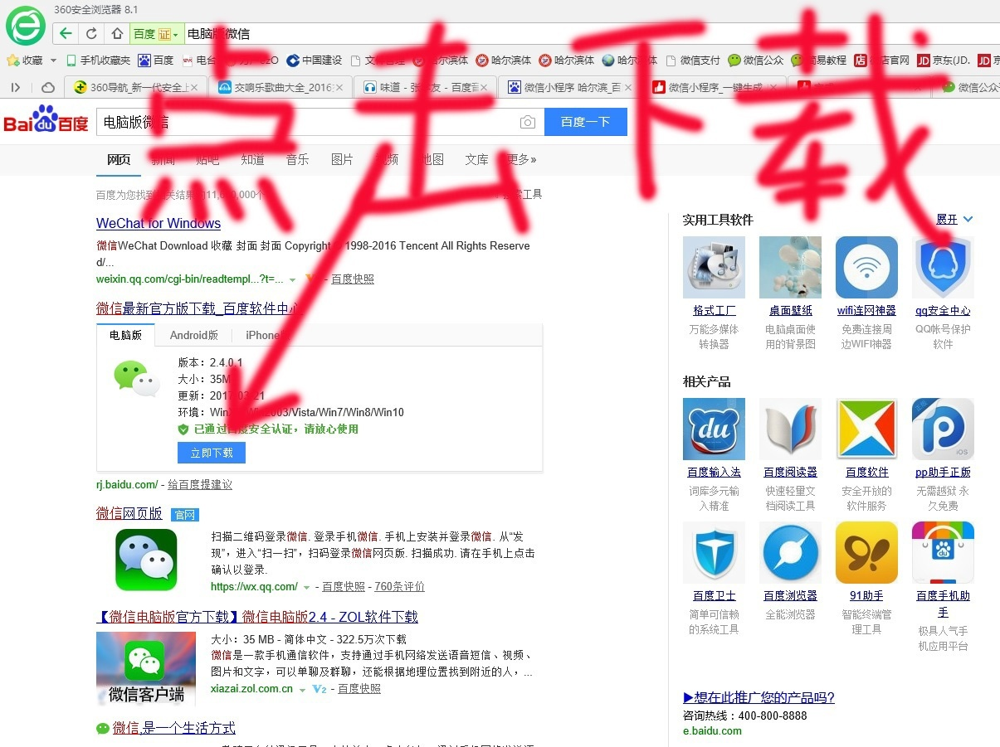 360安全浏览器 8.1
百度 证 电脑版微信
收藏 手机收藏夹 百度 电台 中国建设 哈尔滨体 哈尔滨体 哈尔滨体 哈尔滨体 微信支付 微信公众 简易教程 店官网 京东(JD.
360导航_新一代安全上 交响乐歌曲大全_2016 味道 - 张学友 - 百度音 微信小程序 哈尔滨_百 微信小程序_一键生成 微信公众
点击下载
Bai du 百度 电脑版微信 百度一下
网页 新闻 贴吧 知道 音乐 图片 视频 地图 文库 更多»
百度为您找到相关结果约11, 000个 搜索工具
WeChat for Windows
微信WeChat Download 收藏 封面 封面 Copyright © 1998-2016 Tencent All Rights Reserve
d/...
weixin.qq.com/cgi-bin/readtempl...?t=... - 百度快照
微信最新官方版下载_百度软件中心
电脑版 Android版 iPhone
版本：2.4.0.1
大小：35M
更新：2017-03-21
环境：Win 2003/Vista/Win7/Win8/Win10
已通过百度安全认证，请放心使用
立即下载
rj.baidu.com/ - 给百度提建议
微信网页版 官网
扫描二维码登录微信. 登录手机微信. 手机上安装并登录微信. 从“发
现”，进入“扫一扫”，扫码登录微信网页版. 扫描成功. 请在手机上点击
确认以登录.
https://wx.qq.com/ - 百度快照 - 760条评价
【微信电脑版官方下载】微信电脑版2.4 - ZOL软件下载
大小：35 MB - 简体中文 - 322.5万次下载
微信是一款手机通信软件，支持通过手机网络发送语音短信、视频、
图片和文字，可以单聊及群聊，还能根据地理位置找到附近的人，...
xiazai.zol.com.cn V2 - 百度快照
微信客户端
微信,是一个生活方式
实用工具软件 展开
格式工厂 桌面壁纸 wifi连网神器 qq安全中心
万能多媒体 电脑桌面使 免费连接周 QQ帐号保护
转换器 用的背景图 边WIFI神器 软件
相关产品
du
iOS
百度输入法 百度阅读器 百度软件 pp助手正版
词库多元输 快速轻量文 安全开放的 无需越狱 永
入精准 档阅读工具 软件服务 久免费
du
百度卫士 百度浏览器 91助手 百度手机助
手
简单可信赖 全能浏览器 智能终端管 极具人气手
的系统工具 理工具 机应用平台
▶想在此推广您的产品吗?
咨询热线：400-800-8888
e.baidu.com